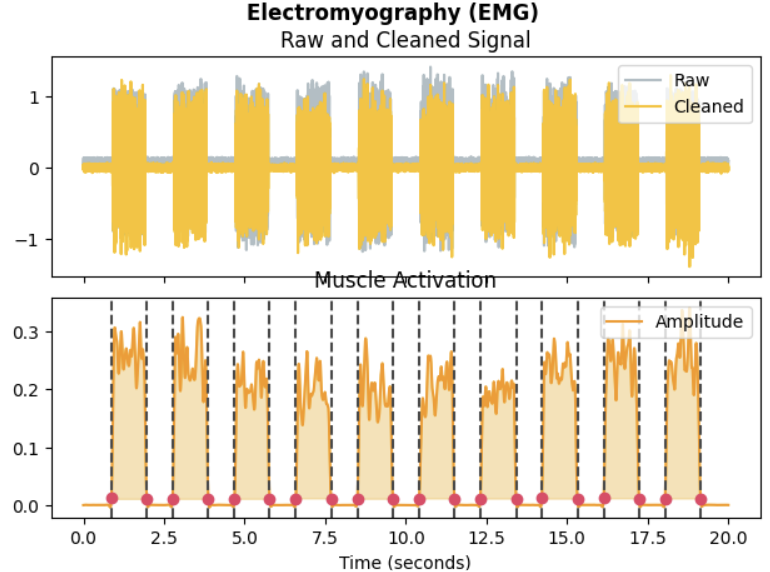 Electromyography (EMG)
Raw and Cleaned Signal
Raw
Cleaned
1
0
−1
Muscle Activation
Amplitude
0.3
0.2
0.1
0.0
0.0 2.5 5.0 7.5 10.0 12.5 15.0 17.5 20.0
Time (seconds)